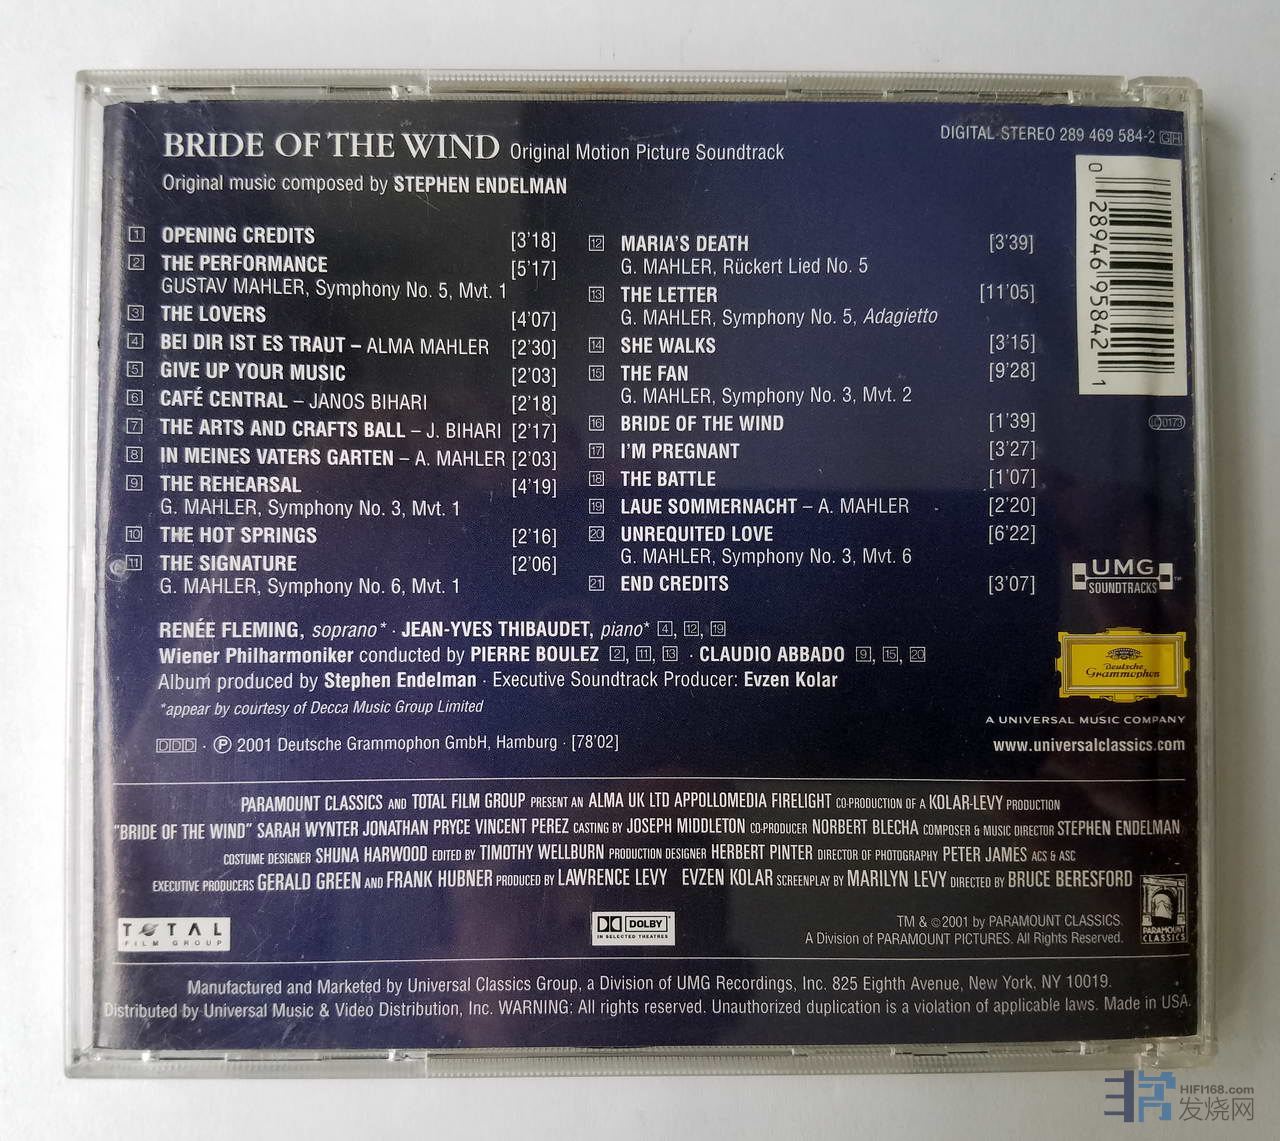 BRIDE OF THE WIND Original Motion Picture Soundtrack
DIGITAL STEREO 289 469 584-2 GH
Original music composed by STEPHEN ENDELMAN
0 28946 95842 1
1 OPENING CREDITS [3'18]
2 THE PERFORMANCE [5'17]
GUSTAV MAHLER, Symphony No. 5, Mvt. 1
3 THE LOVERS [4'07]
4 BEI DIR IST ES TRAUT – ALMA MAHLER [2'30]
5 GIVE UP YOUR MUSIC [2'03]
6 CAFÉ CENTRAL – JANOS BIHARI [2'18]
7 THE ARTS AND CRAFTS BALL – J. BIHARI [2'17]
8 IN MEINES VATERS GARTEN – A. MAHLER [2'03]
9 THE REHEARSAL [4'19]
G. MAHLER, Symphony No. 3, Mvt. 1
10 THE HOT SPRINGS [2'16]
11 THE SIGNATURE [2'06]
G. MAHLER, Symphony No. 6, Mvt. 1
12 MARIA'S DEATH [3'39]
G. MAHLER, Rückert Lied No. 5
13 THE LETTER [11'05]
G. MAHLER, Symphony No. 5, Adagietto
14 SHE WALKS [3'15]
15 THE FAN [9'28]
G. MAHLER, Symphony No. 3, Mvt. 2
16 BRIDE OF THE WIND [1'39]
17 I'M PREGNANT [3'27]
18 THE BATTLE [1'07]
19 LAUE SOMMERNACHT – A. MAHLER [2'20]
20 UNREQUITED LOVE [6'22]
G. MAHLER, Symphony No. 3, Mvt. 6
21 END CREDITS [3'07]
UMG
SOUNDTRACKS™
RENÉE FLEMING, soprano* · JEAN-YVES THIBAUDET, piano* 4, 12, 19
Wiener Philharmoniker conducted by PIERRE BOULEZ 2, 11, 13 · CLAUDIO ABBADO 9, 15, 20
Album produced by Stephen Endelman · Executive Soundtrack Producer: Evzen Kolar
*appear by courtesy of Decca Music Group Limited
Deutsche
Grammophon
A UNIVERSAL MUSIC COMPANY
www.universalclassics.com
DDD · ℗ 2001 Deutsche Grammophon GmbH, Hamburg · [78'02]
PARAMOUNT CLASSICS AND TOTAL FILM GROUP PRESENT AN ALMA UK LTD APPOLLOMEDIA FIRELIGHT CO-PRODUCTION OF A KOLAR-LEVY PRODUCTION
"BRIDE OF THE WIND" SARAH WYNTER JONATHAN PRYCE VINCENT PEREZ CASTING BY JOSEPH MIDDLETON CO-PRODUCER NORBERT BLECHA COMPOSER & MUSIC DIRECTOR STEPHEN ENDELMAN
COSTUME DESIGNER SHUNA HARWOOD EDITED BY TIMOTHY WELLBURN PRODUCTION DESIGNER HERBERT PINTER DIRECTOR OF PHOTOGRAPHY PETER JAMES ACS & ASC
EXECUTIVE PRODUCERS GERALD GREEN AND FRANK HUBNER PRODUCED BY LAWRENCE LEVY EVZEN KOLAR SCREENPLAY BY MARILYN LEVY DIRECTED BY BRUCE BERESFORD
TOTAL
FILM GROUP
DOLBY
IN SELECTED THEATRES
TM & ©2001 by PARAMOUNT CLASSICS.
A Division of PARAMOUNT PICTURES. All Rights Reserved.
PARAMOUNT
CLASSICS
Manufactured and Marketed by Universal Classics Group, a Division of UMG Recordings, Inc. 825 Eighth Avenue, New York, NY 10019.
Distributed by Universal Music & Video Distribution, Inc. WARNING: All rights reserved. Unauthorized duplication is a violation of applicable laws. Made in USA.
HIFI168.com
发烧网